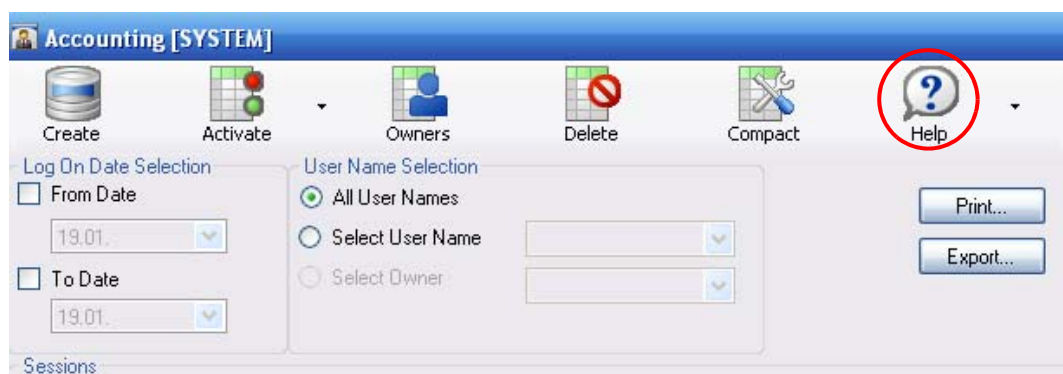 Accounting [SYSTEM]
Create Activate Owners Delete Compact Help
Log On Date Selection User Name Selection
From Date All User Names Print...
19.01. Select User Name Export...
To Date Select Owner
19.01.
Sessions